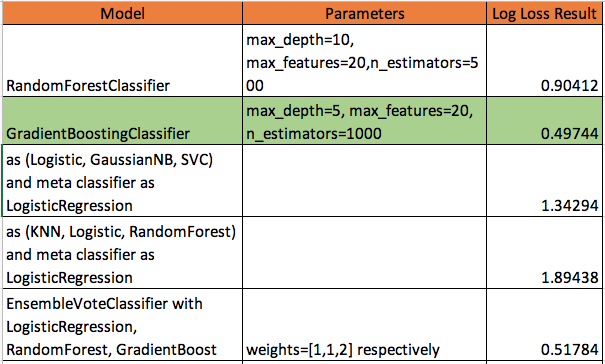 Model Parameters Log Loss Result
max_depth=10,
max_features=20,n_estimators=5
RandomForestClassifier 00 0.90412
max_depth=5, max_features=20,
GradientBoostingClassifier n_estimators=1000 0.49744
as (Logistic, GaussianNB, SVC)
and meta classifier as
LogisticRegression 1.34294
as (KNN, Logistic, RandomForest)
and meta classifier as
LogisticRegression 1.89438
EnsembleVoteClassifier with
LogisticRegression,
RandomForest, GradientBoost weights=[1,1,2] respectively 0.51784